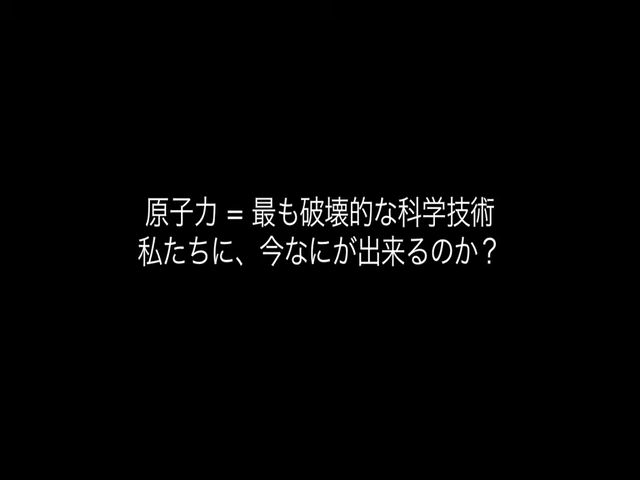 原子力 = 最も破壊的な科学技術
私たちに、今なにが出来るのか？